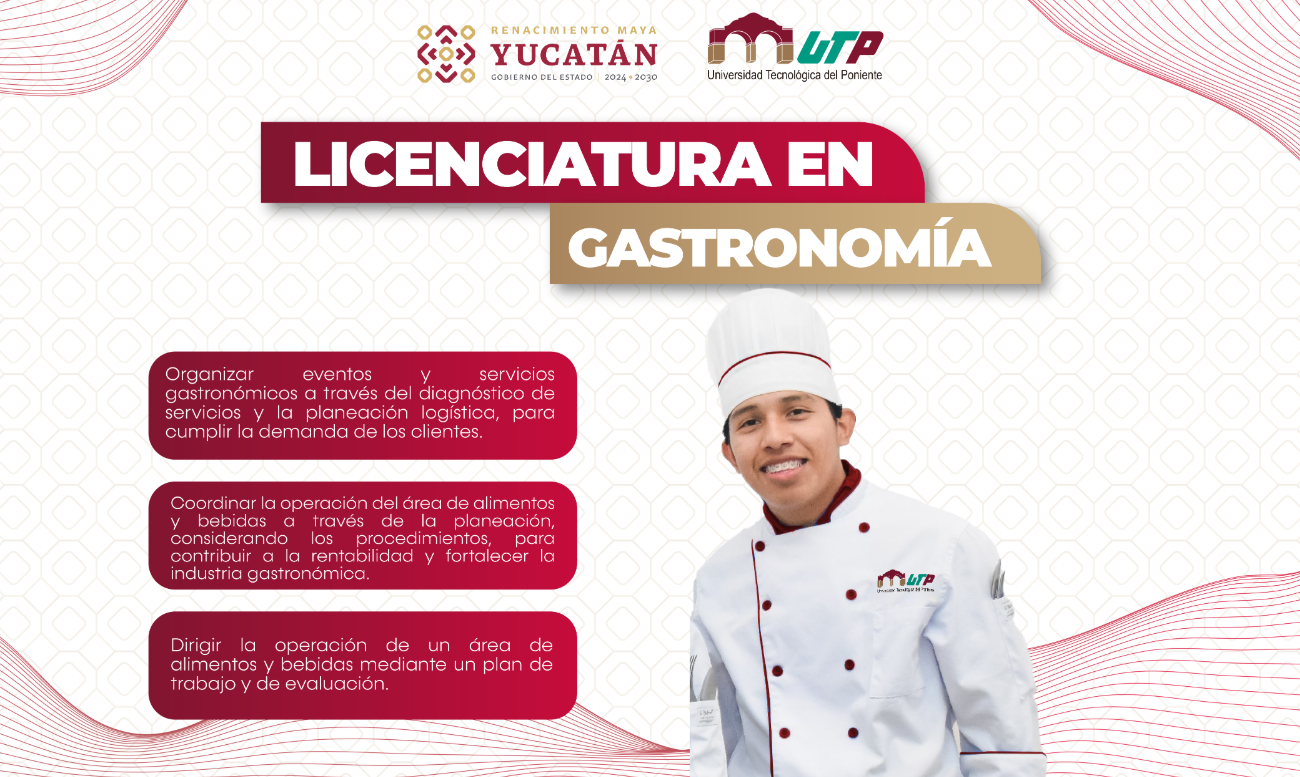 RENACIMIENTO MAYA
YUCATÁN
GOBIERNO DEL ESTADO | 2024 • 2030
UTP
Universidad Tecnológica del Poniente
LICENCIATURA EN
GASTRONOMÍA
Organizar eventos y servicios
gastronómicos a través del diagnóstico de
servicios y la planeación logística, para
cumplir la demanda de los clientes.
Coordinar la operación del área de alimentos
y bebidas a través de la planeación,
considerando los procedimientos, para
contribuir a la rentabilidad y fortalecer la
industria gastronómica.
Dirigir la operación de un área de
alimentos y bebidas mediante un plan de
trabajo y de evaluación.
UTP